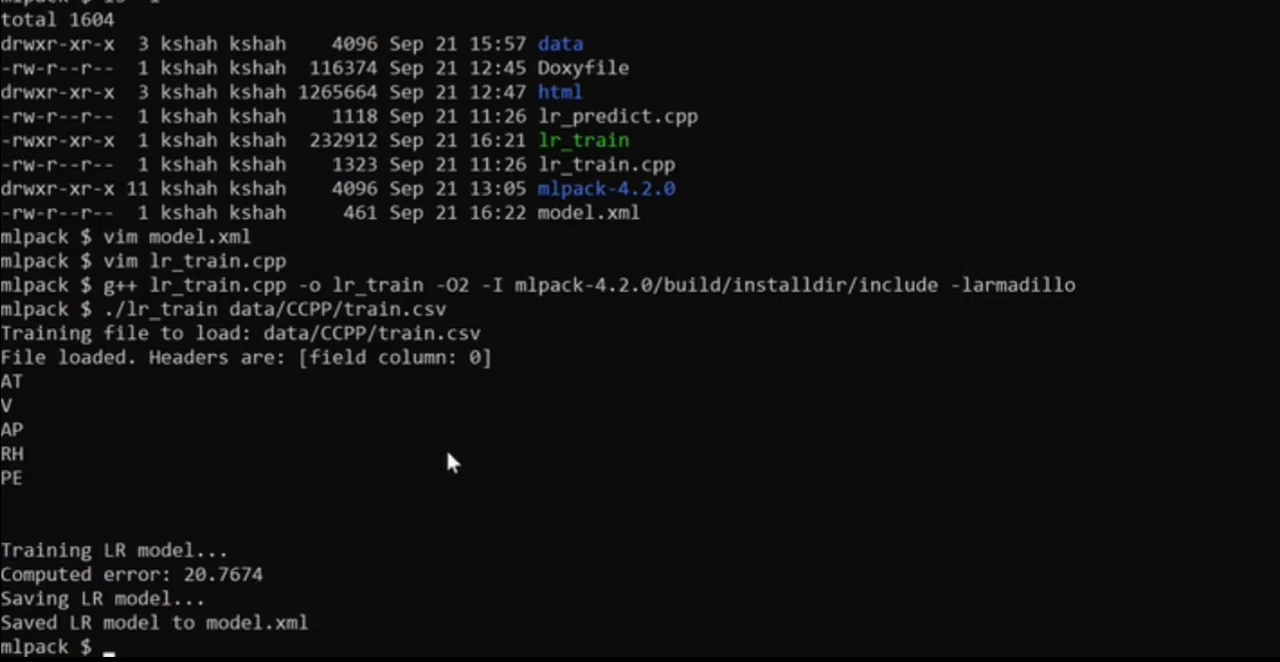 total 1604
drwxr-xr-x  3 kshah kshah    4096 Sep 21 15:57 data
-rw-r--r--  1 kshah kshah  116374 Sep 21 12:45 Doxyfile
drwxr-xr-x  3 kshah kshah 1265664 Sep 21 12:47 html
-rw-r--r--  1 kshah kshah    1118 Sep 21 11:26 lr_predict.cpp
-rwxr-xr-x  1 kshah kshah  232912 Sep 21 16:21 lr_train
-rw-r--r--  1 kshah kshah    1323 Sep 21 11:26 lr_train.cpp
drwxr-xr-x 11 kshah kshah    4096 Sep 21 13:05 mlpack-4.2.0
-rw-r--r--  1 kshah kshah     461 Sep 21 16:22 model.xml
mlpack $ vim model.xml
mlpack $ vim lr_train.cpp
mlpack $ g++ lr_train.cpp -o lr_train -O2 -I mlpack-4.2.0/build/installdir/include -larmadillo
mlpack $ ./lr_train data/CCPP/train.csv
Training file to load: data/CCPP/train.csv
File loaded. Headers are: [field column: 0]
AT
V
AP
RH
PE
Training LR model...
Computed error: 20.7674
Saving LR model...
Saved LR model to model.xml
mlpack $